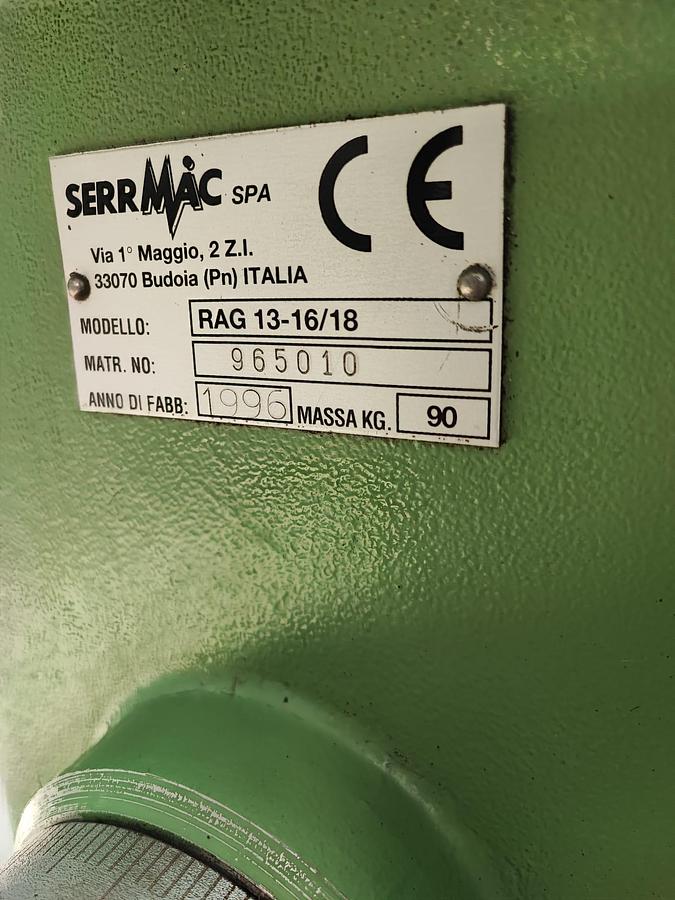 SERRMAC SPA
CE
Via 1° Maggio, 2 Z.I.
33070 Budoia (Pn) ITALIA
MODELLO: RAG 13-16/18
MATR. NO: 965010
ANNO DI FABB: 1996 MASSA KG. 90